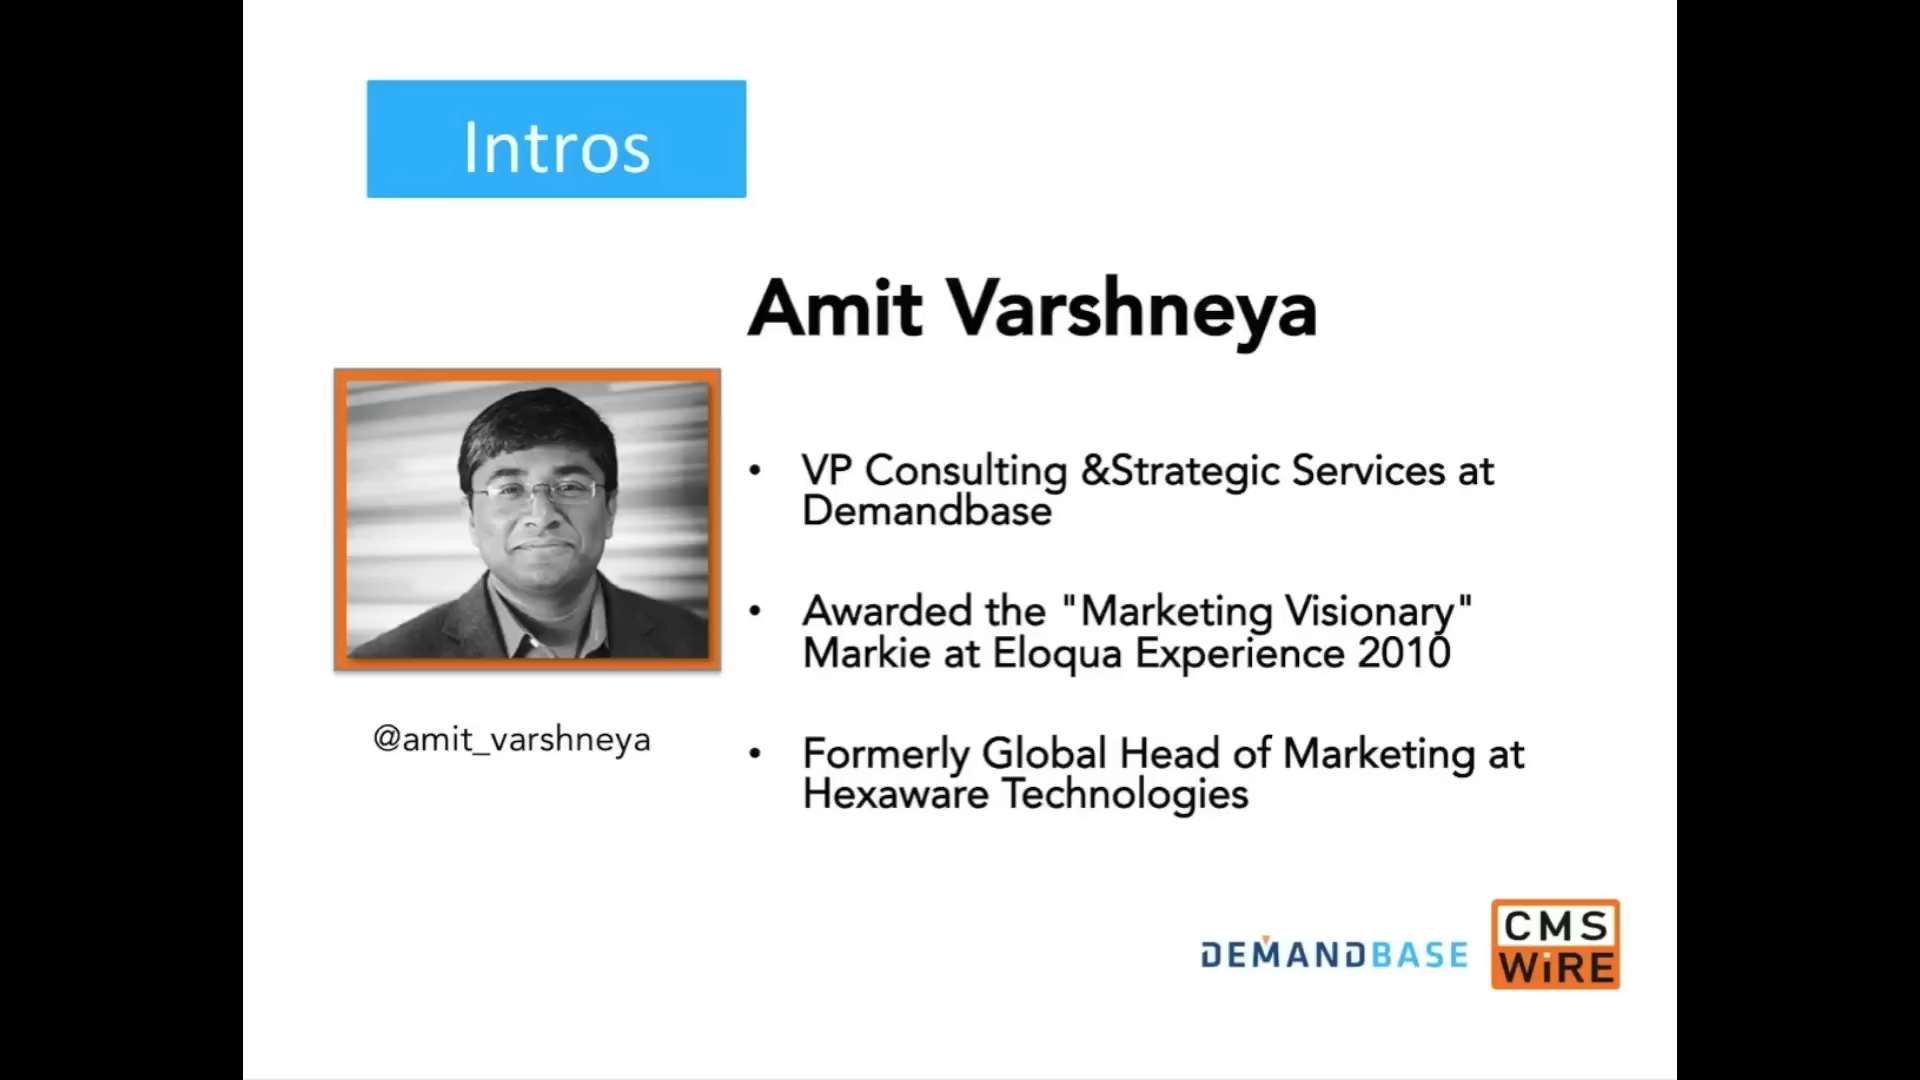 Intros
Amit Varshneya
• VP Consulting &Strategic Services at
Demandbase
• Awarded the "Marketing Visionary"
Markie at Eloqua Experience 2010
@amit_varshneya
• Formerly Global Head of Marketing at
Hexaware Technologies
DEMANDBASE
CMS
WiRE